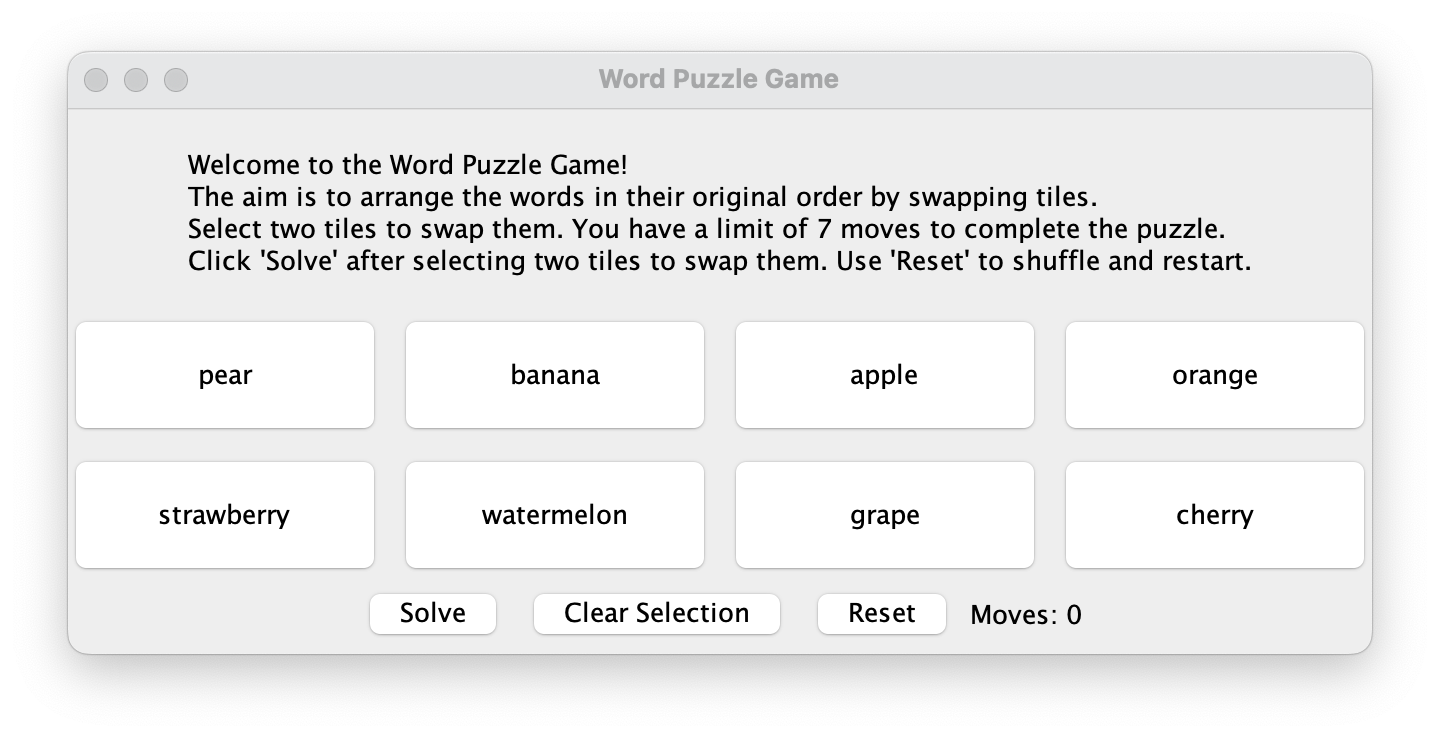 Word Puzzle Game
Welcome to the Word Puzzle Game!
The aim is to arrange the words in their original order by swapping tiles.
Select two tiles to swap them. You have a limit of 7 moves to complete the puzzle.
Click 'Solve' after selecting two tiles to swap them. Use 'Reset' to shuffle and restart.
pear banana apple orange
strawberry watermelon grape cherry
Solve Clear Selection Reset Moves: 0